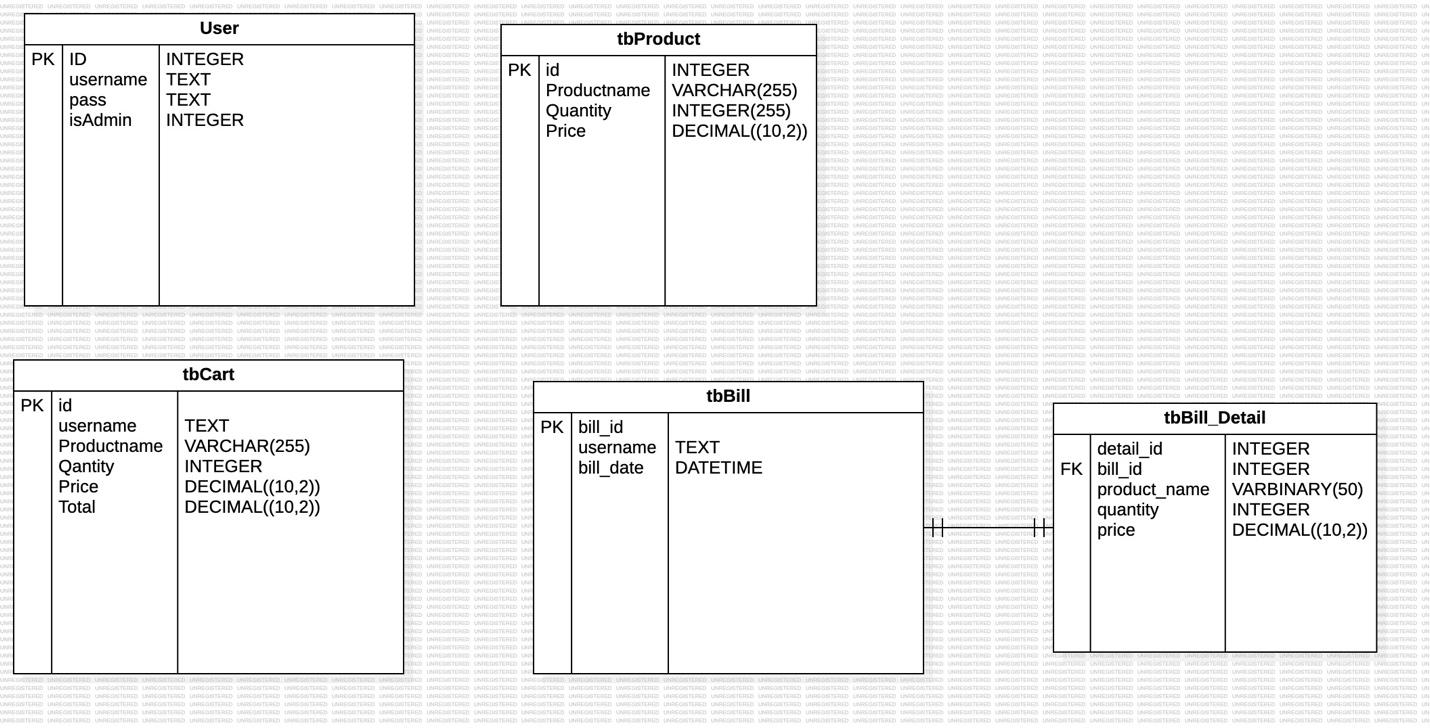 User
PK ID INTEGER
username TEXT
pass TEXT
isAdmin INTEGER
tbProduct
PK id INTEGER
Productname VARCHAR(255)
Quantity INTEGER(255)
Price DECIMAL((10,2))
tbCart
PK id
username TEXT
Productname VARCHAR(255)
Qantity INTEGER
Price DECIMAL((10,2))
Total DECIMAL((10,2))
tbBill
PK bill_id
username TEXT
bill_date DATETIME
tbBill_Detail
detail_id INTEGER
FK bill_id INTEGER
product_name VARBINARY(50)
quantity INTEGER
price DECIMAL((10,2))
UNREGISTERED